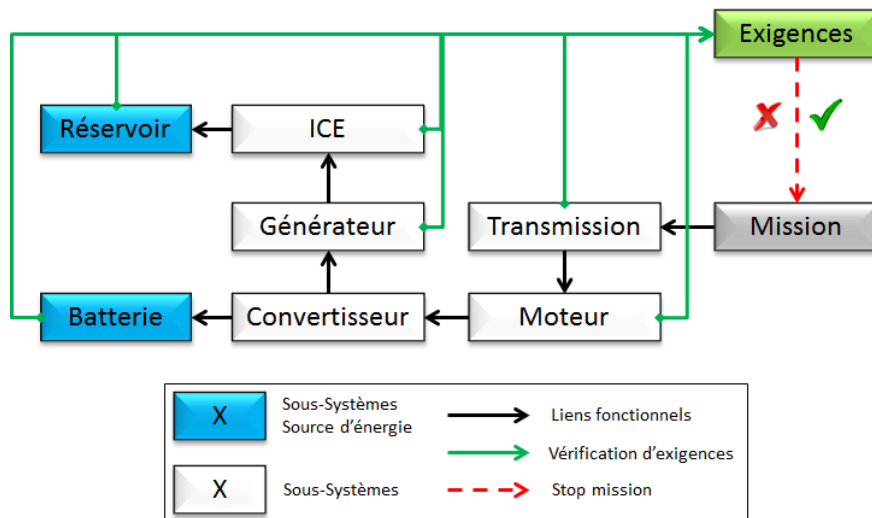 Exigences
Réservoir
ICE
Générateur
Transmission
Mission
Batterie
Convertisseur
Moteur
X
Sous-Systèmes
Source d'énergie
Liens fonctionnels
Vérification d'exigences
X
Sous-Systèmes
Stop mission